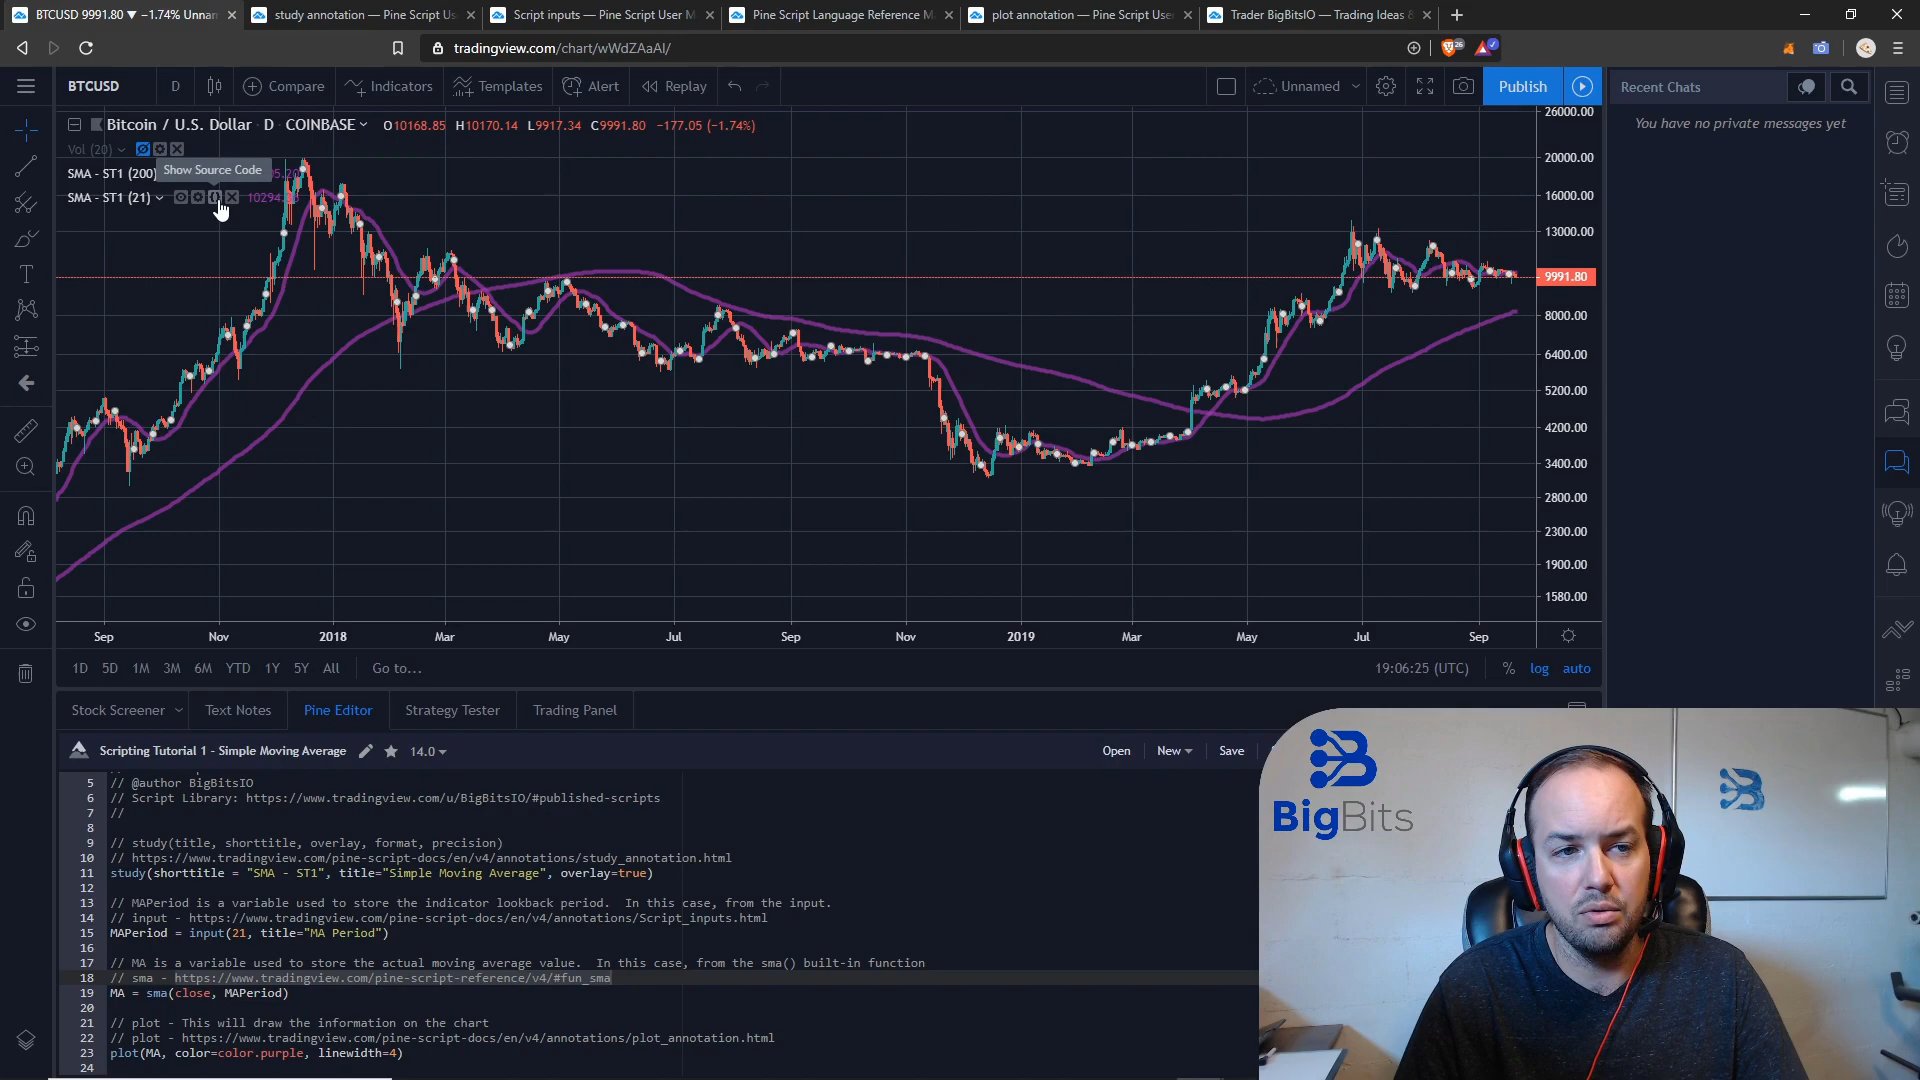 BTCUSD 9991.80 ▼ −1.74% Unnam
study annotation — Pine Script Us
Script inputs — Pine Script User M
Pine Script Language Reference M
plot annotation — Pine Script User
Trader BigBitsIO — Trading Ideas &
tradingview.com/chart/wWdZAaAl/
26
BTCUSD
D
Compare
Indicators
Templates
Alert
Replay
Unnamed
Publish
Recent Chats
You have no private messages yet
Bitcoin / U.S. Dollar D COINBASE
O10168.85 H10170.14 L9917.34 C9991.80 −177.05 (−1.74%)
Vol (20)
Show Source Code
SMA - ST1 (200)
SMA - ST1 (21)
26000.00
20000.00
16000.00
13000.00
9991.80
8000.00
6400.00
5200.00
4200.00
3400.00
2800.00
2300.00
1900.00
1580.00
Sep Nov 2018 Mar May Jul Sep Nov 2019 Mar May Jul Sep
1D 5D 1M 3M 6M YTD 1Y 5Y All Go to...
19:06:25 (UTC) % log auto
Stock Screener Text Notes Pine Editor Strategy Tester Trading Panel
Scripting Tutorial 1 - Simple Moving Average 14.0
Open New Save
5 // @author BigBitsIO
6 // Script Library: https://www.tradingview.com/u/BigBitsIO/#published-scripts
7 //
8
9 // study(title, shorttitle, overlay, format, precision)
10 // https://www.tradingview.com/pine-script-docs/en/v4/annotations/study_annotation.html
11 study(shorttitle = "SMA - ST1", title="Simple Moving Average", overlay=true)
12
13 // MAPeriod is a variable used to store the indicator lookback period.  In this case, from the input.
14 // input - https://www.tradingview.com/pine-script-docs/en/v4/annotations/Script_inputs.html
15 MAPeriod = input(21, title="MA Period")
16
17 // MA is a variable used to store the actual moving average value.  In this case, from the sma() built-in function
18 // sma - https://www.tradingview.com/pine-script-reference/v4/#fun_sma
19 MA = sma(close, MAPeriod)
20
21 // plot - This will draw the information on the chart
22 // plot - https://www.tradingview.com/pine-script-docs/en/v4/annotations/plot_annotation.html
23 plot(MA, color=color.purple, linewidth=4)
24
BigBits